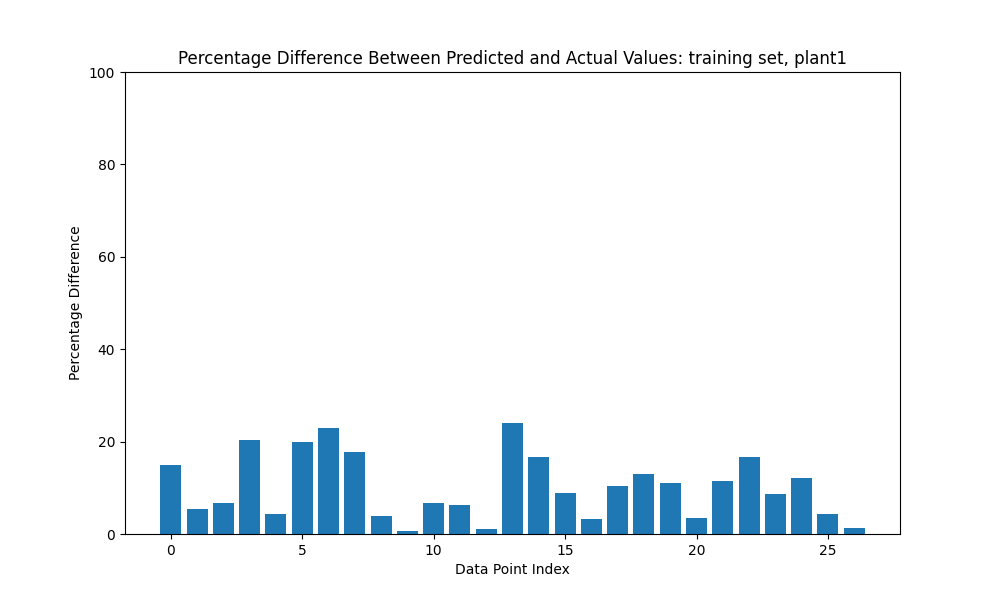 Percentage Difference Between Predicted and Actual Values: training set, plant1
100
80
60
40
20
0
Percentage Difference
0 5 10 15 20 25
Data Point Index